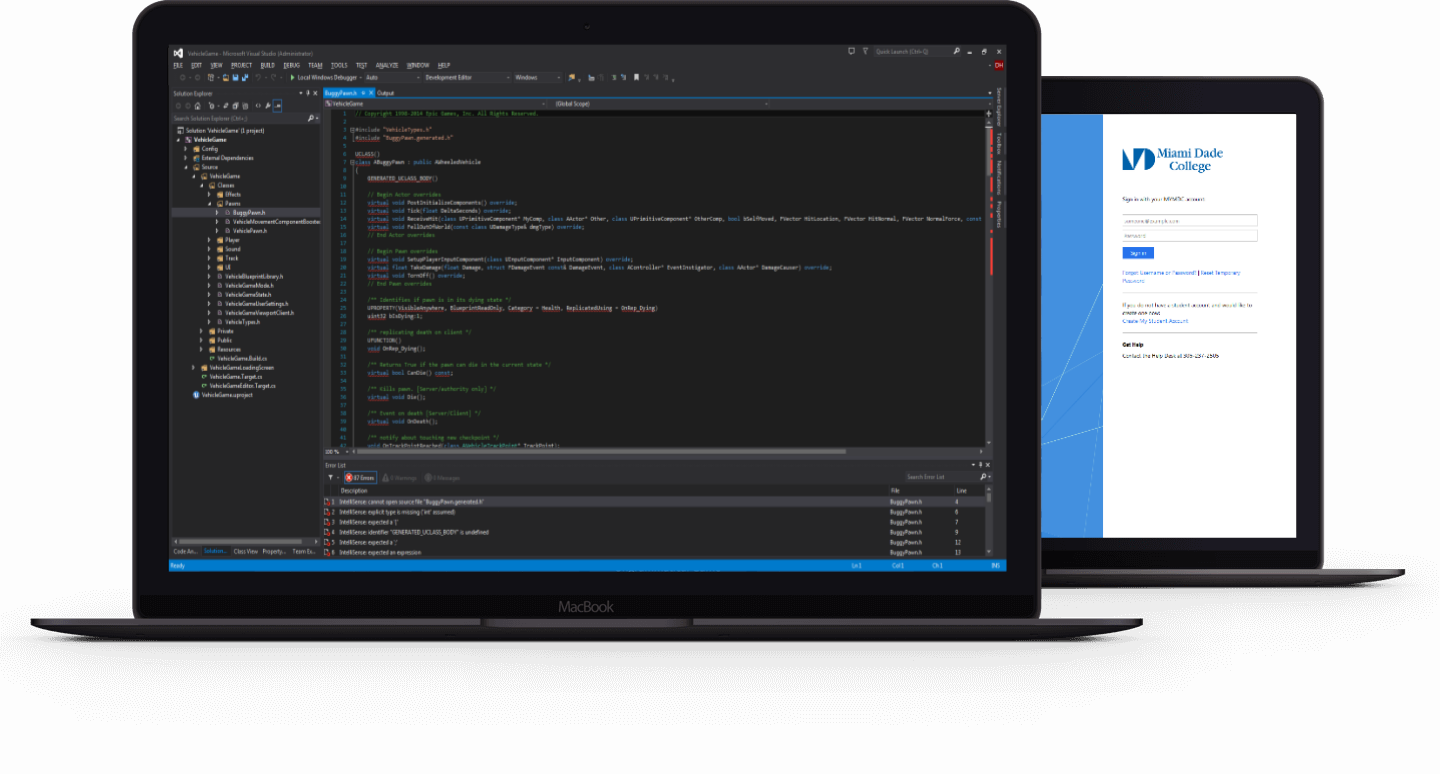 VehicleGame - Microsoft Visual Studio (Administrator)
Quick Launch (Ctrl+Q)
FILE EDIT VIEW PROJECT BUILD DEBUG TEAM TOOLS TEST ANALYZE WINDOW HELP
DH
Local Windows Debugger Auto Development Editor Windows
Solution Explorer
Search Solution Explorer (Ctrl+;)
Solution 'VehicleGame' (1 project)
VehicleGame
Config
External Dependencies
Source
VehicleGame
Classes
Effects
Pawns
BuggyPawn.h
VehicleMovementComponentBoosted
VehiclePawn.h
Player
Sound
Track
UI
VehicleBlueprintLibrary.h
VehicleGameMode.h
VehicleGameState.h
VehicleGameUserSettings.h
VehicleGameViewportClient.h
VehicleTypes.h
Private
Public
Resources
VehicleGame.Build.cs
VehicleGameLoadingScreen
VehicleGame.Target.cs
VehicleGameEditor.Target.cs
VehicleGame.uproject
Code An... Solution... Class View Property... Team Ex...
BuggyPawn.h Output
VehicleGame (Global Scope)
1 // Copyright 1998-2014 Epic Games, Inc. All Rights Reserved.
2
3 #include "VehicleTypes.h"
4 #include "BuggyPawn.generated.h"
5
6 UCLASS()
7 class ABuggyPawn : public AWheeledVehicle
8 {
9 GENERATED_UCLASS_BODY()
10
11 // Begin Actor overrides
12 virtual void PostInitializeComponents() override;
13 virtual void Tick(float DeltaSeconds) override;
14 virtual void ReceiveHit(class UPrimitiveComponent* MyComp, class AActor* Other, class UPrimitiveComponent* OtherComp, bool bSelfMoved, FVector HitLocation, FVector HitNormal, FVector NormalForce, const
15 virtual void FellOutOfWorld(const class UDamageType& dmgType) override;
16 // End Actor overrides
17
18 // Begin Pawn overrides
19 virtual void SetupPlayerInputComponent(class UInputComponent* InputComponent) override;
20 virtual float TakeDamage(float Damage, struct FDamageEvent const& DamageEvent, class AController* EventInstigator, class AActor* DamageCauser) override;
21 virtual void TornOff() override;
22 // End Pawn overrides
23
24 /** Identifies if pawn is in its dying state */
25 UPROPERTY(VisibleAnywhere, BlueprintReadOnly, Category = Health, ReplicatedUsing = OnRep_Dying)
26 uint32 bIsDying:1;
27
28 /** replicating death on client */
29 UFUNCTION()
30 void OnRep_Dying();
31
32 /** Returns True if the pawn can die in the current state */
33 virtual bool CanDie() const;
34
35 /** Kills pawn. [Server/authority only] */
36 virtual void Die();
37
38 /** Event on death [Server/Client] */
39 virtual void OnDeath();
40
41 /** notify about touching new checkpoint */
42 void OnTrackPointReached(class AVehicleTrackPoint* TrackPoint);
100 %
Server Explorer
Toolbox
Notifications
Properties
Error List
97 Errors 0 Warnings 0 Messages
Search Error List
Description File Line
1 IntelliSense: cannot open source file "BuggyPawn.generated.h" BuggyPawn.h 4
2 IntelliSense: explicit type is missing ('int' assumed) BuggyPawn.h 6
3 IntelliSense: expected a '{' BuggyPawn.h 7
4 IntelliSense: identifier "GENERATED_UCLASS_BODY" is undefined BuggyPawn.h 9
5 IntelliSense: expected a ';' BuggyPawn.h 12
6 IntelliSense: expected an expression BuggyPawn.h 13
Ready Ln 1 Col 1 Ch 1 INS
MacBook
Miami Dade
College
Sign in with your MYMDC account
someone@example.com
Password
Sign in
Forgot Username or Password? | Reset Temporary
Password
If you do not have a student account and would like to
create one now
Create My Student Account
Get Help
Contact the Help Desk at 305-237-2505